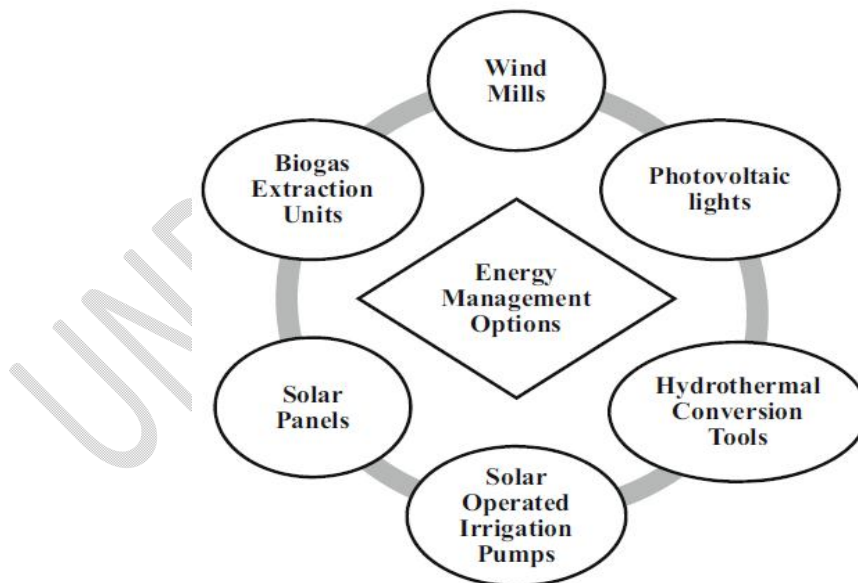 Wind
Mills
Photovoltaic
lights
Hydrothermal
Conversion
Tools
Solar
Operated
Irrigation
Pumps
Solar
Panels
Biogas
Extraction
Units
Energy
Management
Options